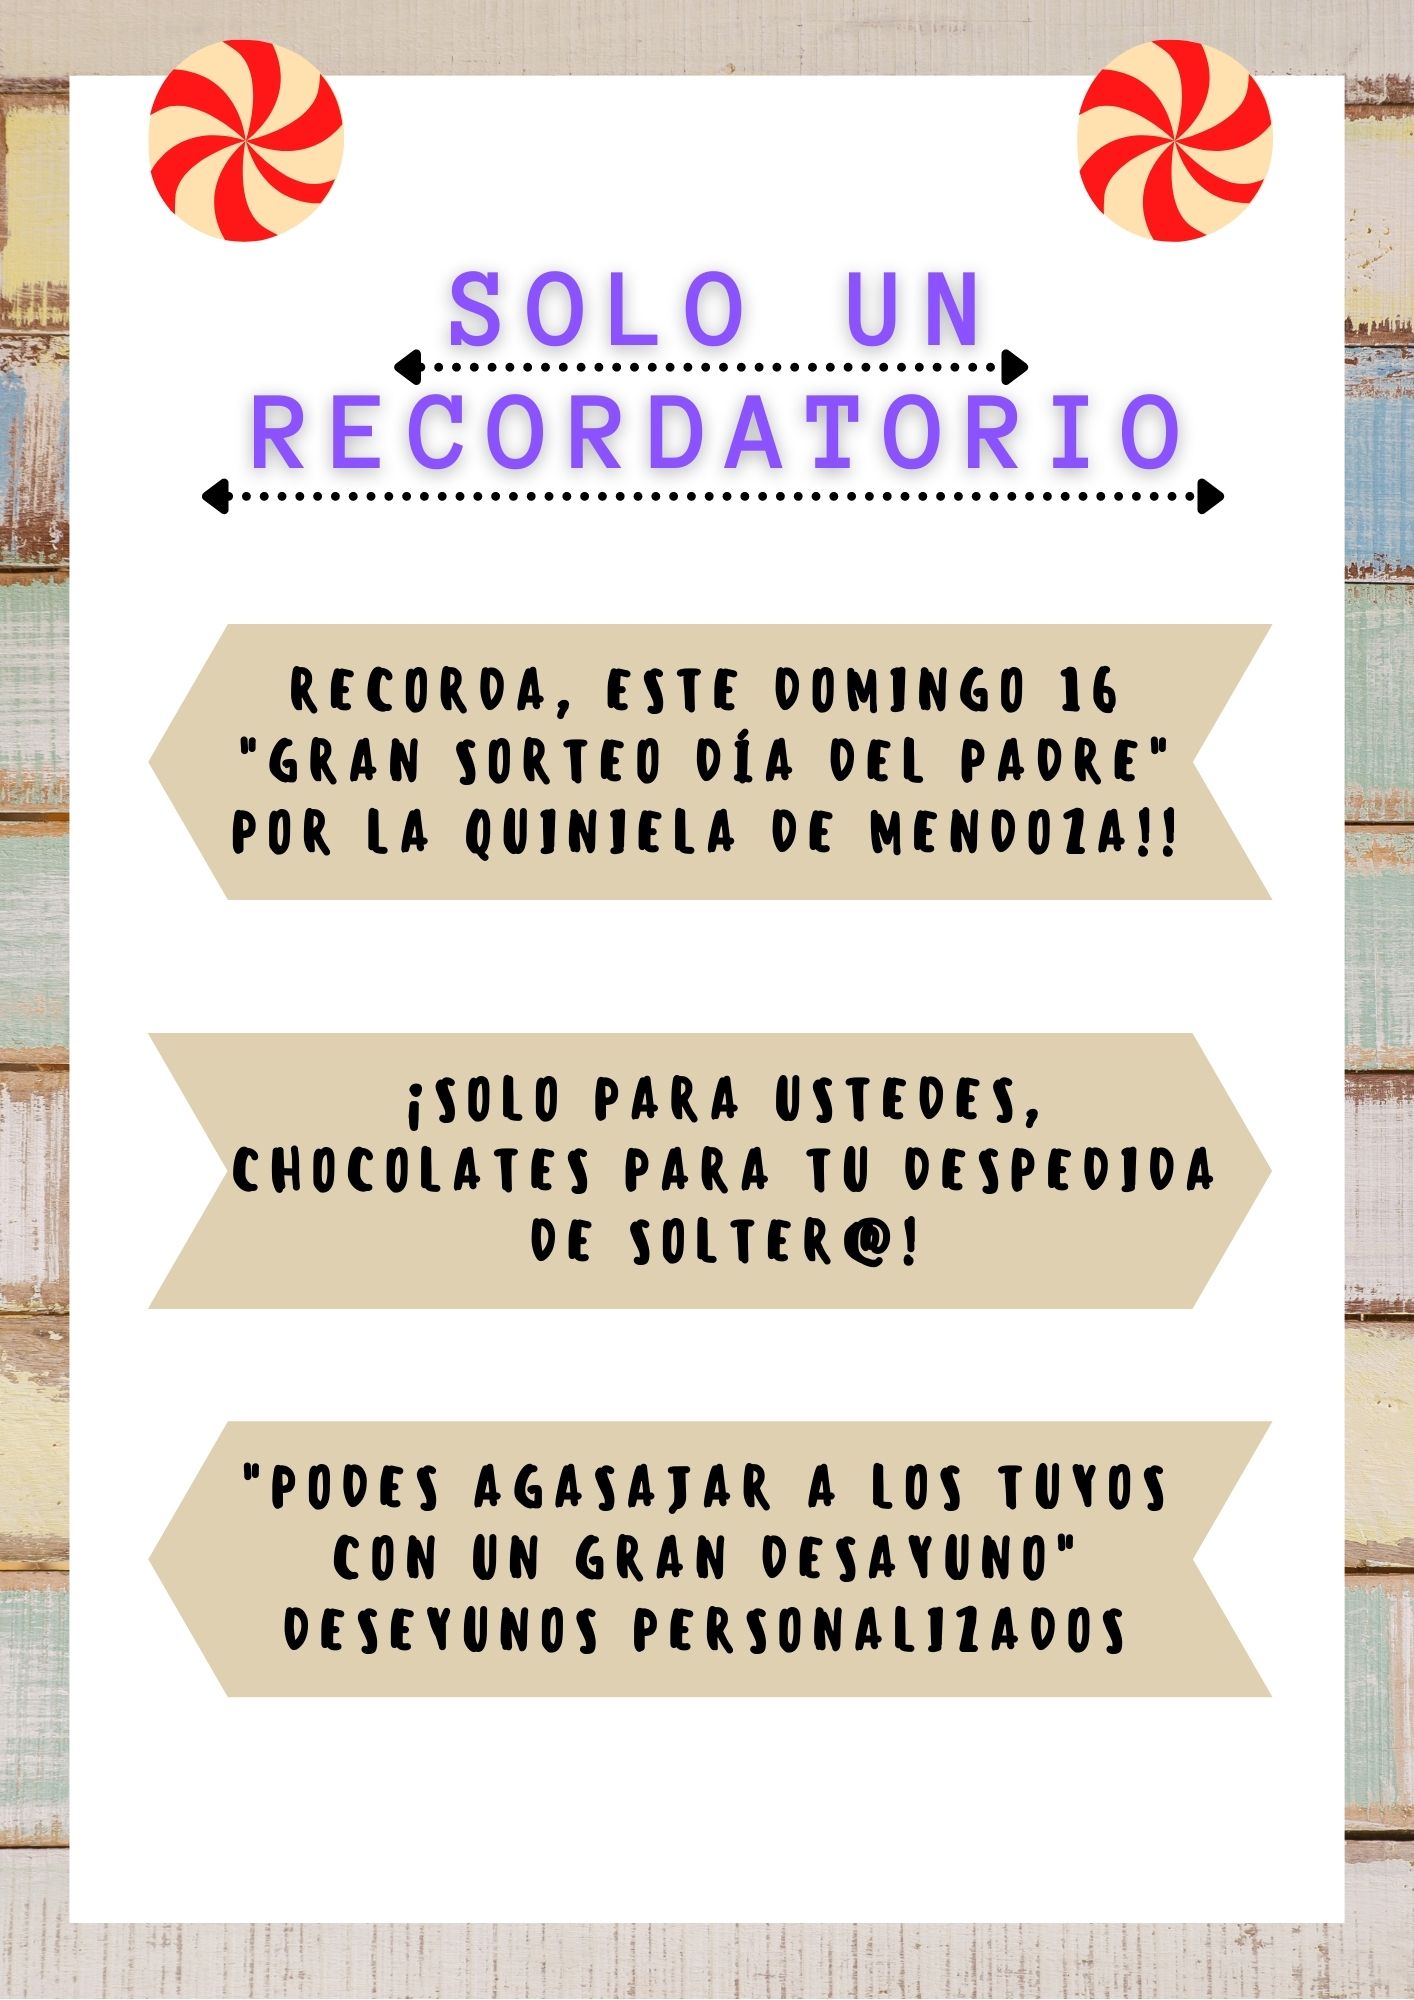 SOLO UN
RECORDATORIO
RECORDA, ESTE DOMINGO 16
"GRAN SORTEO DÍA DEL PADRE"
POR LA QUINIELA DE MENDOZA!!
¡SOLO PARA USTEDES,
CHOCOLATES PARA TU DESPEDIDA
DE SOLTER@!
"PODES AGASAJAR A LOS TUYOS
CON UN GRAN DESAYUNO"
DESEYUNOS PERSONALIZADOS